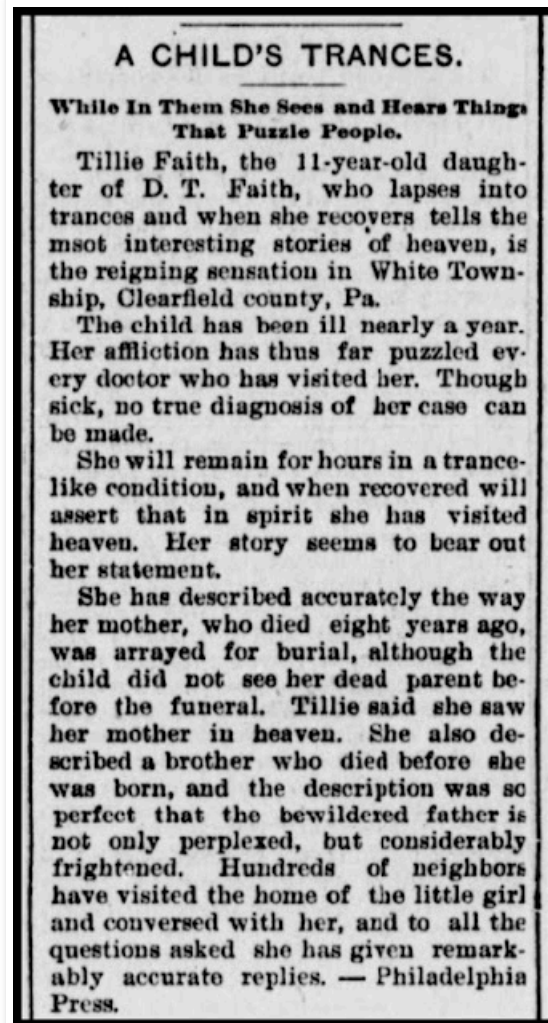 A CHILD'S TRANCES.
While In Them She Sees and Hears Things
That Puzzle People.
Tillie Faith, the 11-year-old daugh-
ter of D. T. Faith, who lapses into
trances and when she recovers tells the
msot interesting stories of heaven, is
the reigning sensation in White Town-
ship, Clearfield county, Pa.
The child has been ill nearly a year.
Her affliction has thus far puzzled ev-
ery doctor who has visited her. Though
sick, no true diagnosis of her case can
be made.
She will remain for hours in a trance-
like condition, and when recovered will
assert that in spirit she has visited
heaven. Her story seems to bear out
her statement.
She has described accurately the way
her mother, who died eight years ago,
was arrayed for burial, although the
child did not see her dead parent be-
fore the funeral. Tillie said she saw
her mother in heaven. She also de-
scribed a brother who died before she
was born, and the description was so
perfect that the bewildered father is
not only perplexed, but considerably
frightened. Hundreds of neighbors
have visited the home of the little girl
and conversed with her, and to all the
questions asked she has given remark-
ably accurate replies. — Philadelphia
Press.